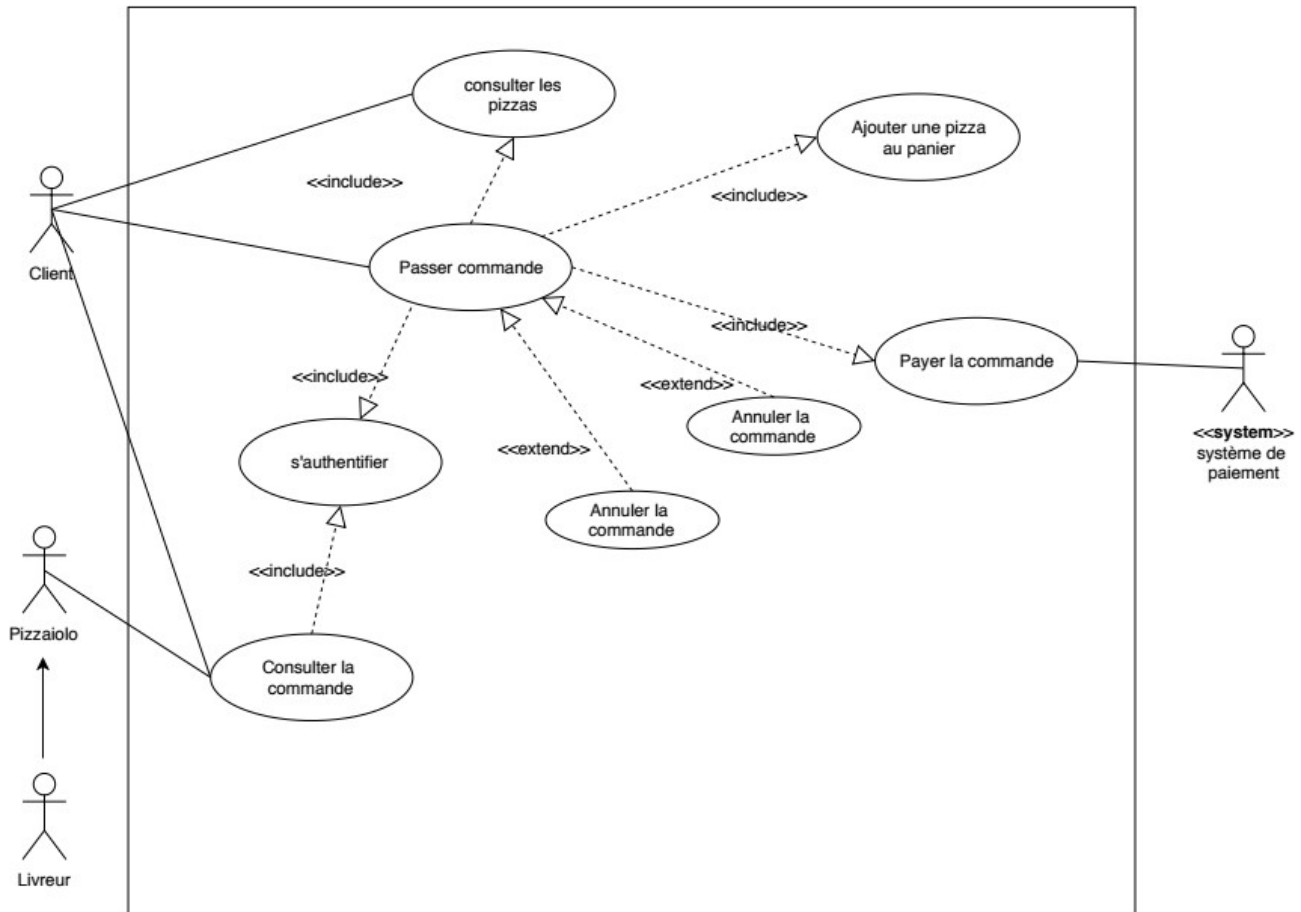 consulter les
pizzas
Ajouter une pizza
au panier
<<include>>
<<include>>
Client
Passer commande
<<include>>
Payer la commande
<<include>>
<<extend>>
Annuler la
commande
<<system>>
système de
paiement
<<extend>>
s'authentifier
Annuler la
commande
<<include>>
Pizzaiolo
Consulter la
commande
Livreur